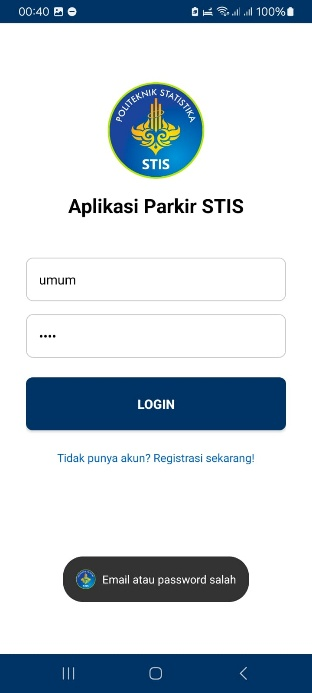 00:40
100%
POLITEKNIK STATISTIKA
STIS
Aplikasi Parkir STIS
umum
••••
LOGIN
Tidak punya akun? Registrasi sekarang!
Email atau password salah